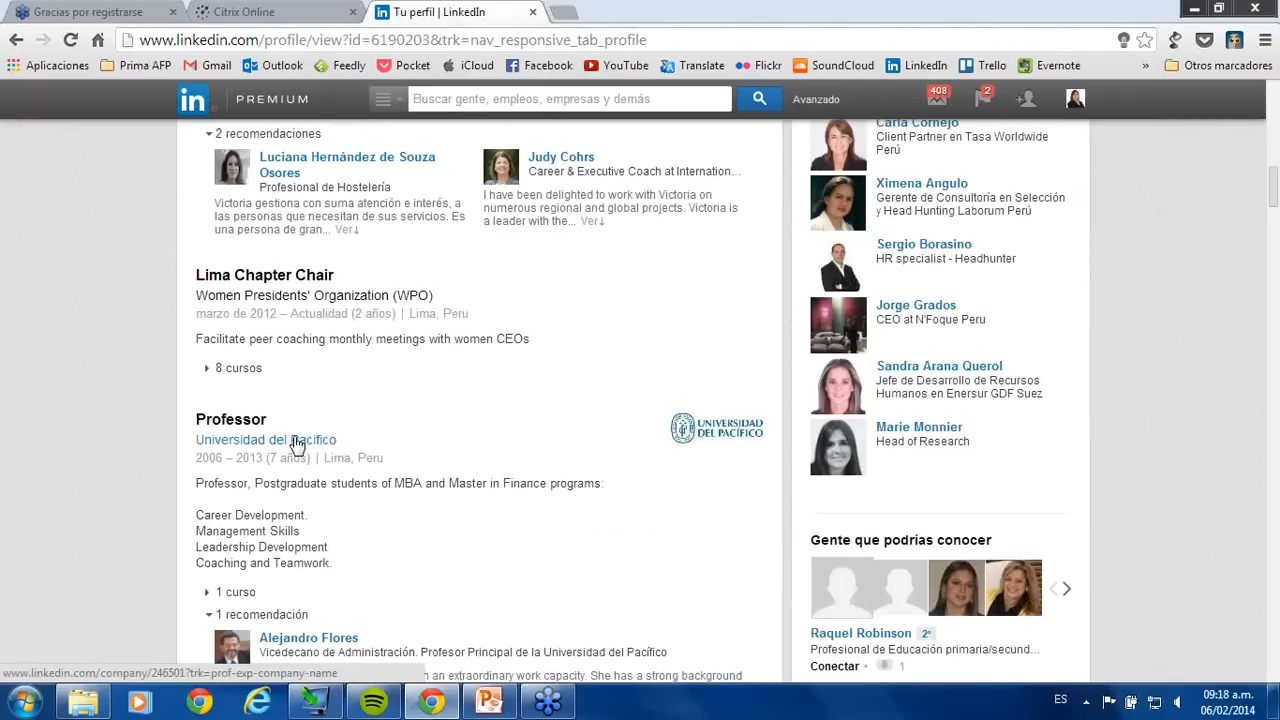 Gracias por registrarse
Citrix Online
Tu perfil | LinkedIn
www.linkedin.com/profile/view?id=6190203&trk=nav_responsive_tab_profile
Aplicaciones
Prima AFP
Gmail
Outlook
Feedly
Pocket
iCloud
Facebook
YouTube
Translate
Flickr
SoundCloud
LinkedIn
Trello
Evernote
»
Otros marcadores
in PREMIUM
Buscar gente, empleos, empresas y demás
Avanzado
408
2
2 recomendaciones
Luciana Hernández de Souza
Osores
Profesional de Hostelería
Victoria gestiona con suma atención e interés, a
las personas que necesitan de sus servicios. Es
una persona de gran... Ver↓
Judy Cohrs
Career & Executive Coach at Internation...
I have been delighted to work with Victoria on
numerous regional and global projects. Victoria is
a leader with the... Ver↓
Lima Chapter Chair
Women Presidents' Organization (WPO)
marzo de 2012 – Actualidad (2 años) | Lima, Peru
Facilitate peer coaching monthly meetings with women CEOs
8 cursos
Professor
Universidad del Pacífico
2006 – 2013 (7 años) | Lima, Peru
UNIVERSIDAD
DEL PACÍFICO
Professor, Postgraduate students of MBA and Master in Finance programs:
Career Development.
Management Skills
Leadership Development
Coaching and Teamwork.
1 curso
1 recomendación
Alejandro Flores
Vicedecano de Administración. Profesor Principal de la Universidad del Pacífico
an extraordinary work capacity. She has a strong background
Carla Cornejo
Client Partner en Tasa Worldwide
Perú
Ximena Angulo
Gerente de Consultoría en Selección
y Head Hunting Laborum Perú
Sergio Borasino
HR specialist - Headhunter
Jorge Grados
CEO at N'Foque Peru
Sandra Arana Querol
Jefe de Desarrollo de Recursos
Humanos en Enersur GDF Suez
Marie Monnier
Head of Research
Gente que podrías conocer
Raquel Robinson 2º
Profesional de Educación primaria/secund...
Conectar • 1
www.linkedin.com/company/246501?trk=prof-exp-company-name
ES
09:18 a.m.
06/02/2014